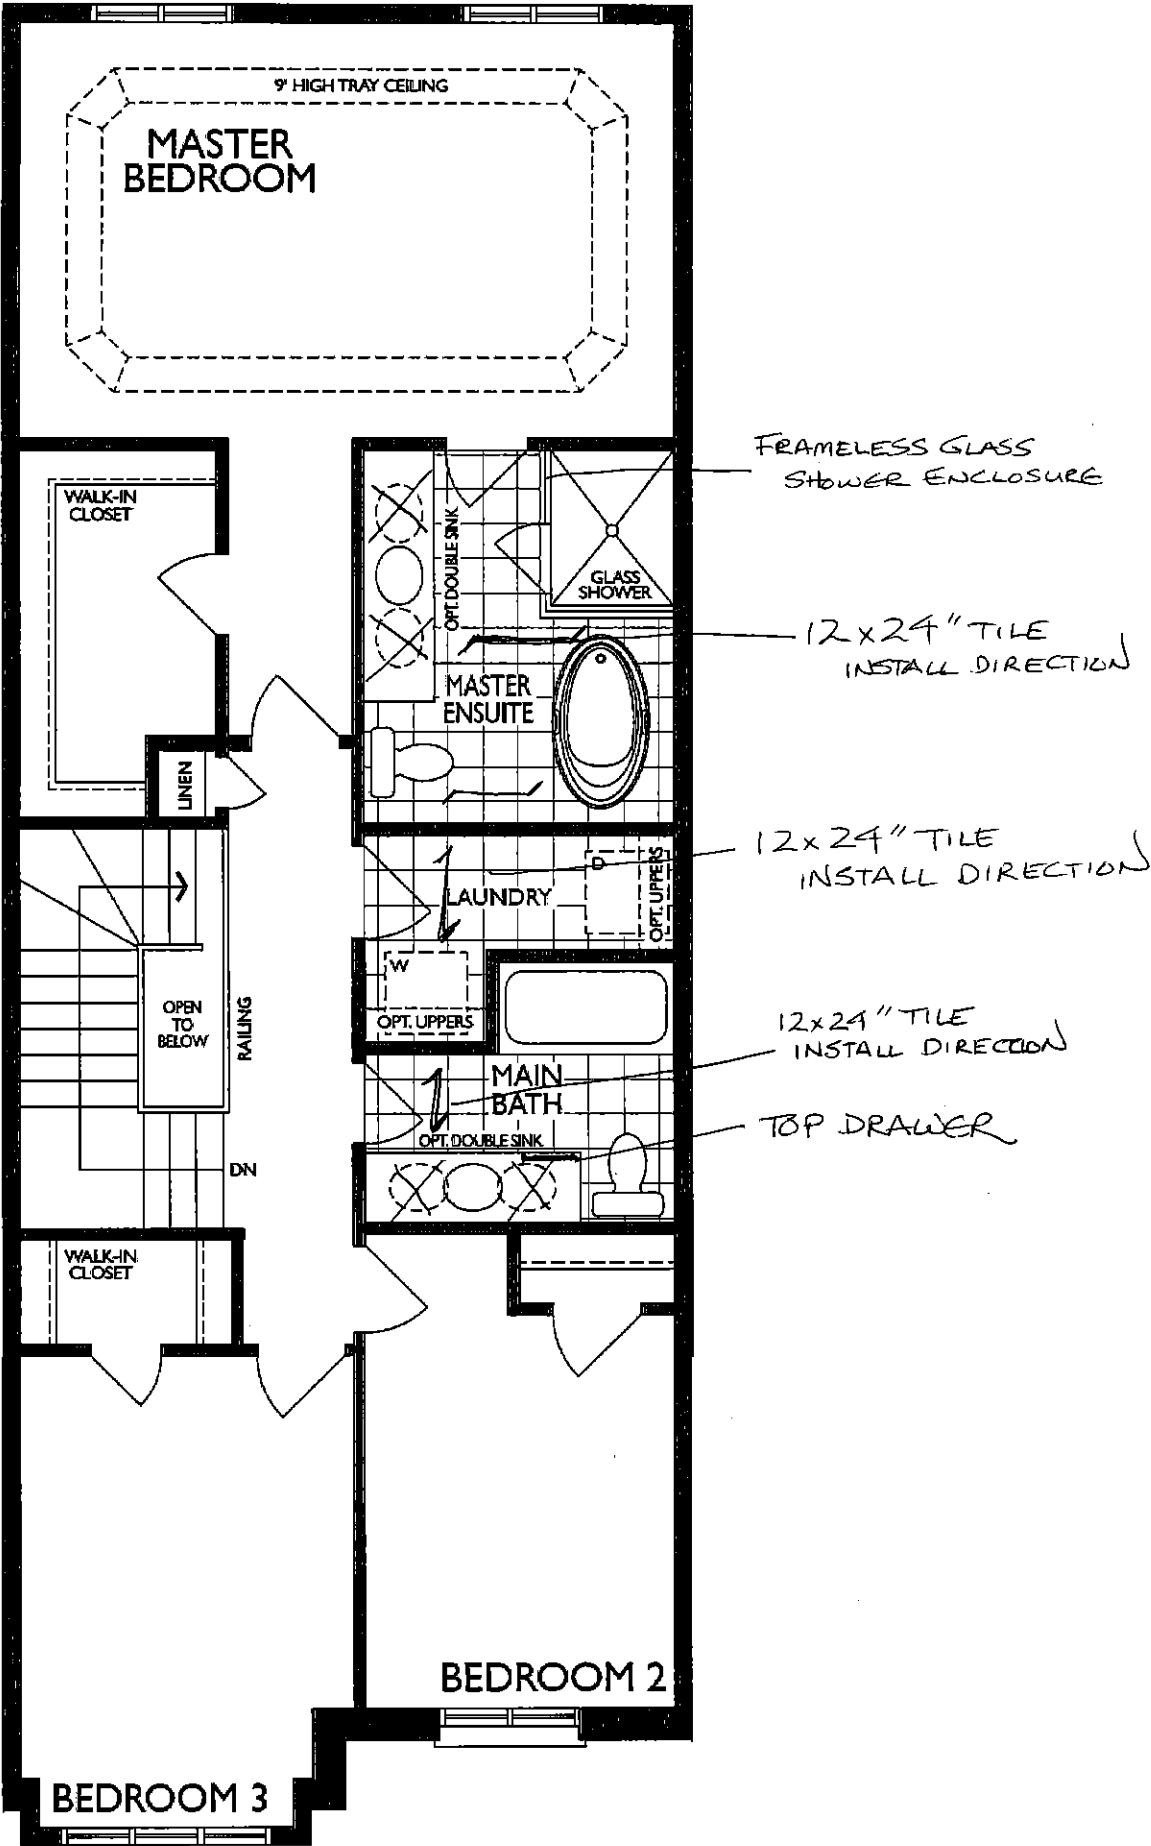 9' HIGH TRAY CEILING
MASTER
BEDROOM
FRAMELESS GLASS
SHOWER ENCLOSURE
WALK-IN
CLOSET
OPT. DOUBLE SINK
GLASS
SHOWER
12x24" TILE
INSTALL DIRECTION
MASTER
ENSUITE
LINEN
12x24" TILE
INSTALL DIRECTION
D
OPT. UPPERS
LAUNDRY
W
OPT. UPPERS
OPEN
TO
BELOW
RAILING
12x24" TILE
INSTALL DIRECTION
MAIN
BATH
OPT. DOUBLE SINK
TOP DRAWER
DN
WALK-IN
CLOSET
BEDROOM 2
BEDROOM 3